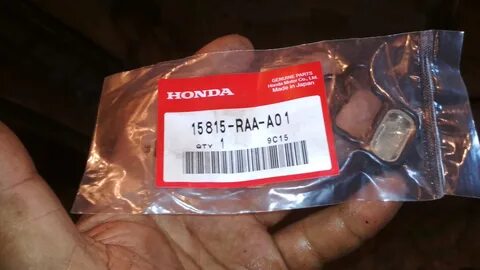 HONDA
GENUINE PARTS
Honda Motor Co., Ltd.
Made in Japan
15815-RAA-A01
QTY 1 9C15